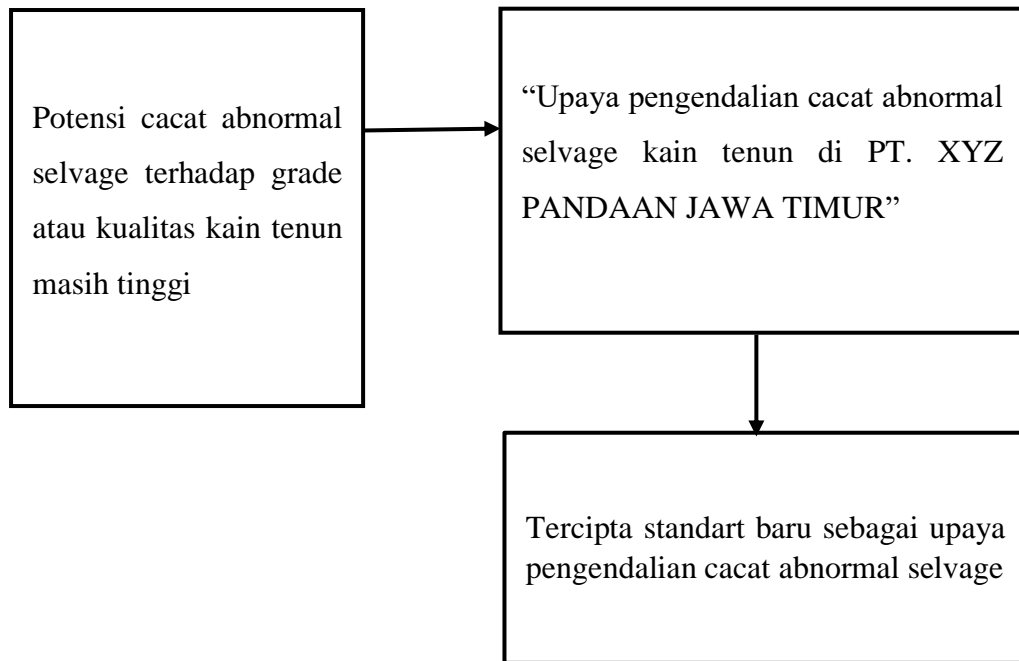 Potensi cacat abnormal
selvage terhadap grade
atau kualitas kain tenun
masih tinggi
“Upaya pengendalian cacat abnormal
selvage kain tenun di PT. XYZ
PANDAAN JAWA TIMUR”
Tercipta standart baru sebagai upaya
pengendalian cacat abnormal selvage